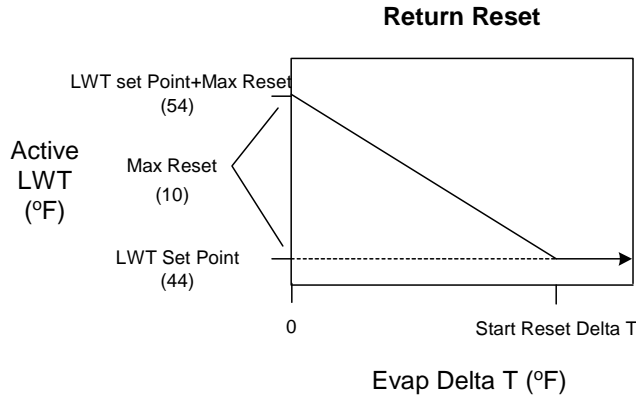 Return Reset
LWT set Point+Max Reset
(54)
Active
LWT
(ºF)
Max Reset
(10)
LWT Set Point
(44)
0
Start Reset Delta T
Evap Delta T (ºF)